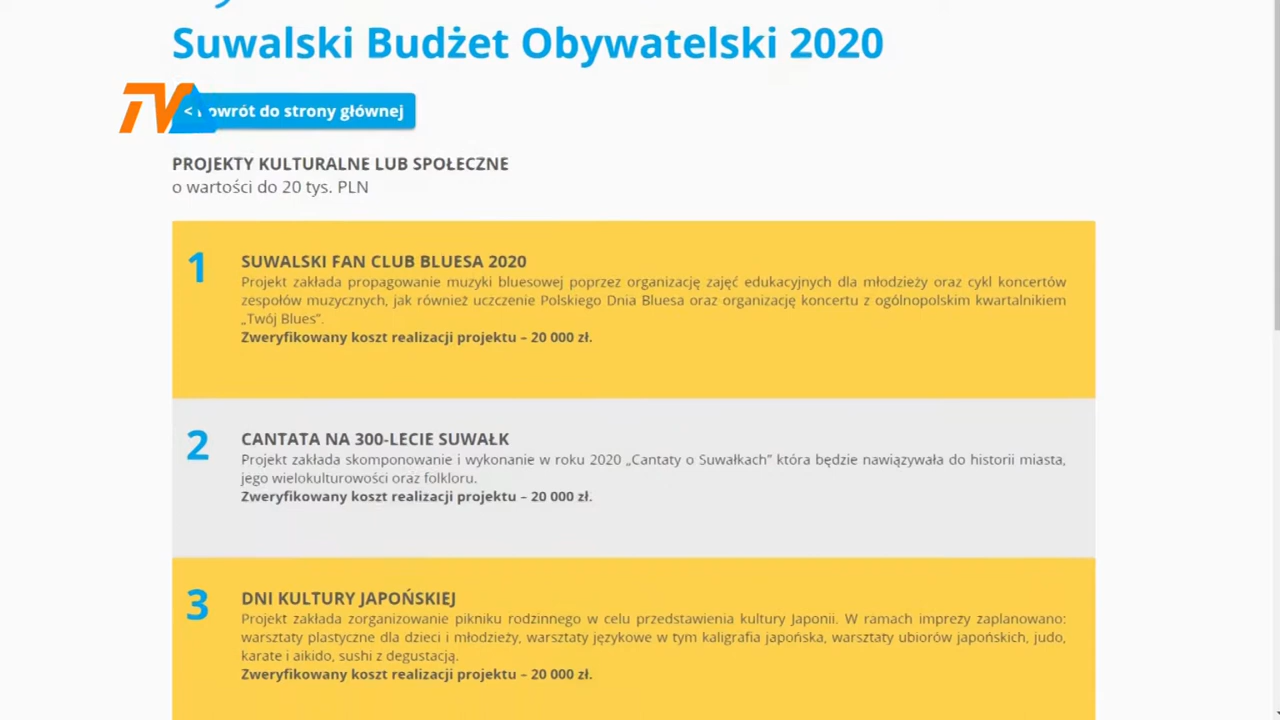 Suwalski Budżet Obywatelski 2020
TV
< Powrót do strony głównej
PROJEKTY KULTURALNE LUB SPOŁECZNE
o wartości do 20 tys. PLN
1
SUWALSKI FAN CLUB BLUESA 2020
Projekt zakłada propagowanie muzyki bluesowej poprzez organizację zajęć edukacyjnych dla młodzieży oraz cykl koncertów
zespołów muzycznych, jak również uczczenie Polskiego Dnia Bluesa oraz organizację koncertu z ogólnopolskim kwartalnikiem
„Twój Blues”.
Zweryfikowany koszt realizacji projektu – 20 000 zł.
2
CANTATA NA 300-LECIE SUWAŁK
Projekt zakłada skomponowanie i wykonanie w roku 2020 „Cantaty o Suwałkach” która będzie nawiązywała do historii miasta,
jego wielokulturowości oraz folkloru.
Zweryfikowany koszt realizacji projektu – 20 000 zł.
3
DNI KULTURY JAPOŃSKIEJ
Projekt zakłada zorganizowanie pikniku rodzinnego w celu przedstawienia kultury Japonii. W ramach imprezy zaplanowano:
warsztaty plastyczne dla dzieci i młodzieży, warsztaty językowe w tym kaligrafia japońska, warsztaty ubiorów japońskich, judo,
karate i aikido, sushi z degustacją.
Zweryfikowany koszt realizacji projektu – 20 000 zł.